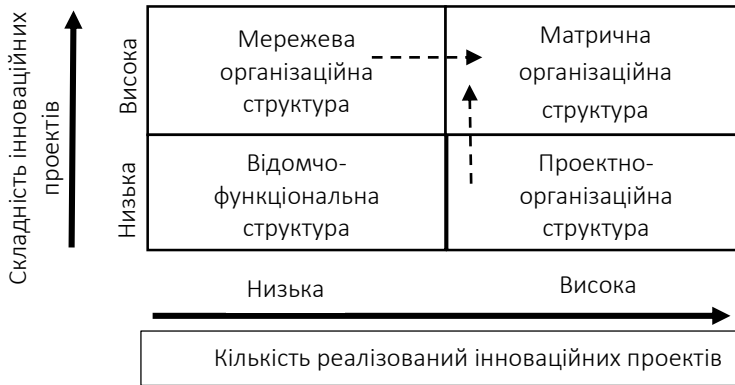 Складність інноваційних
проектів
Висока
Низька
Мережева
організаційна
структура
Матрична
організаційна
структура
Відомчо-
функціональна
структура
Проектно-
організаційна
структура
Низька
Висока
Кількість реалізований інноваційних проектів